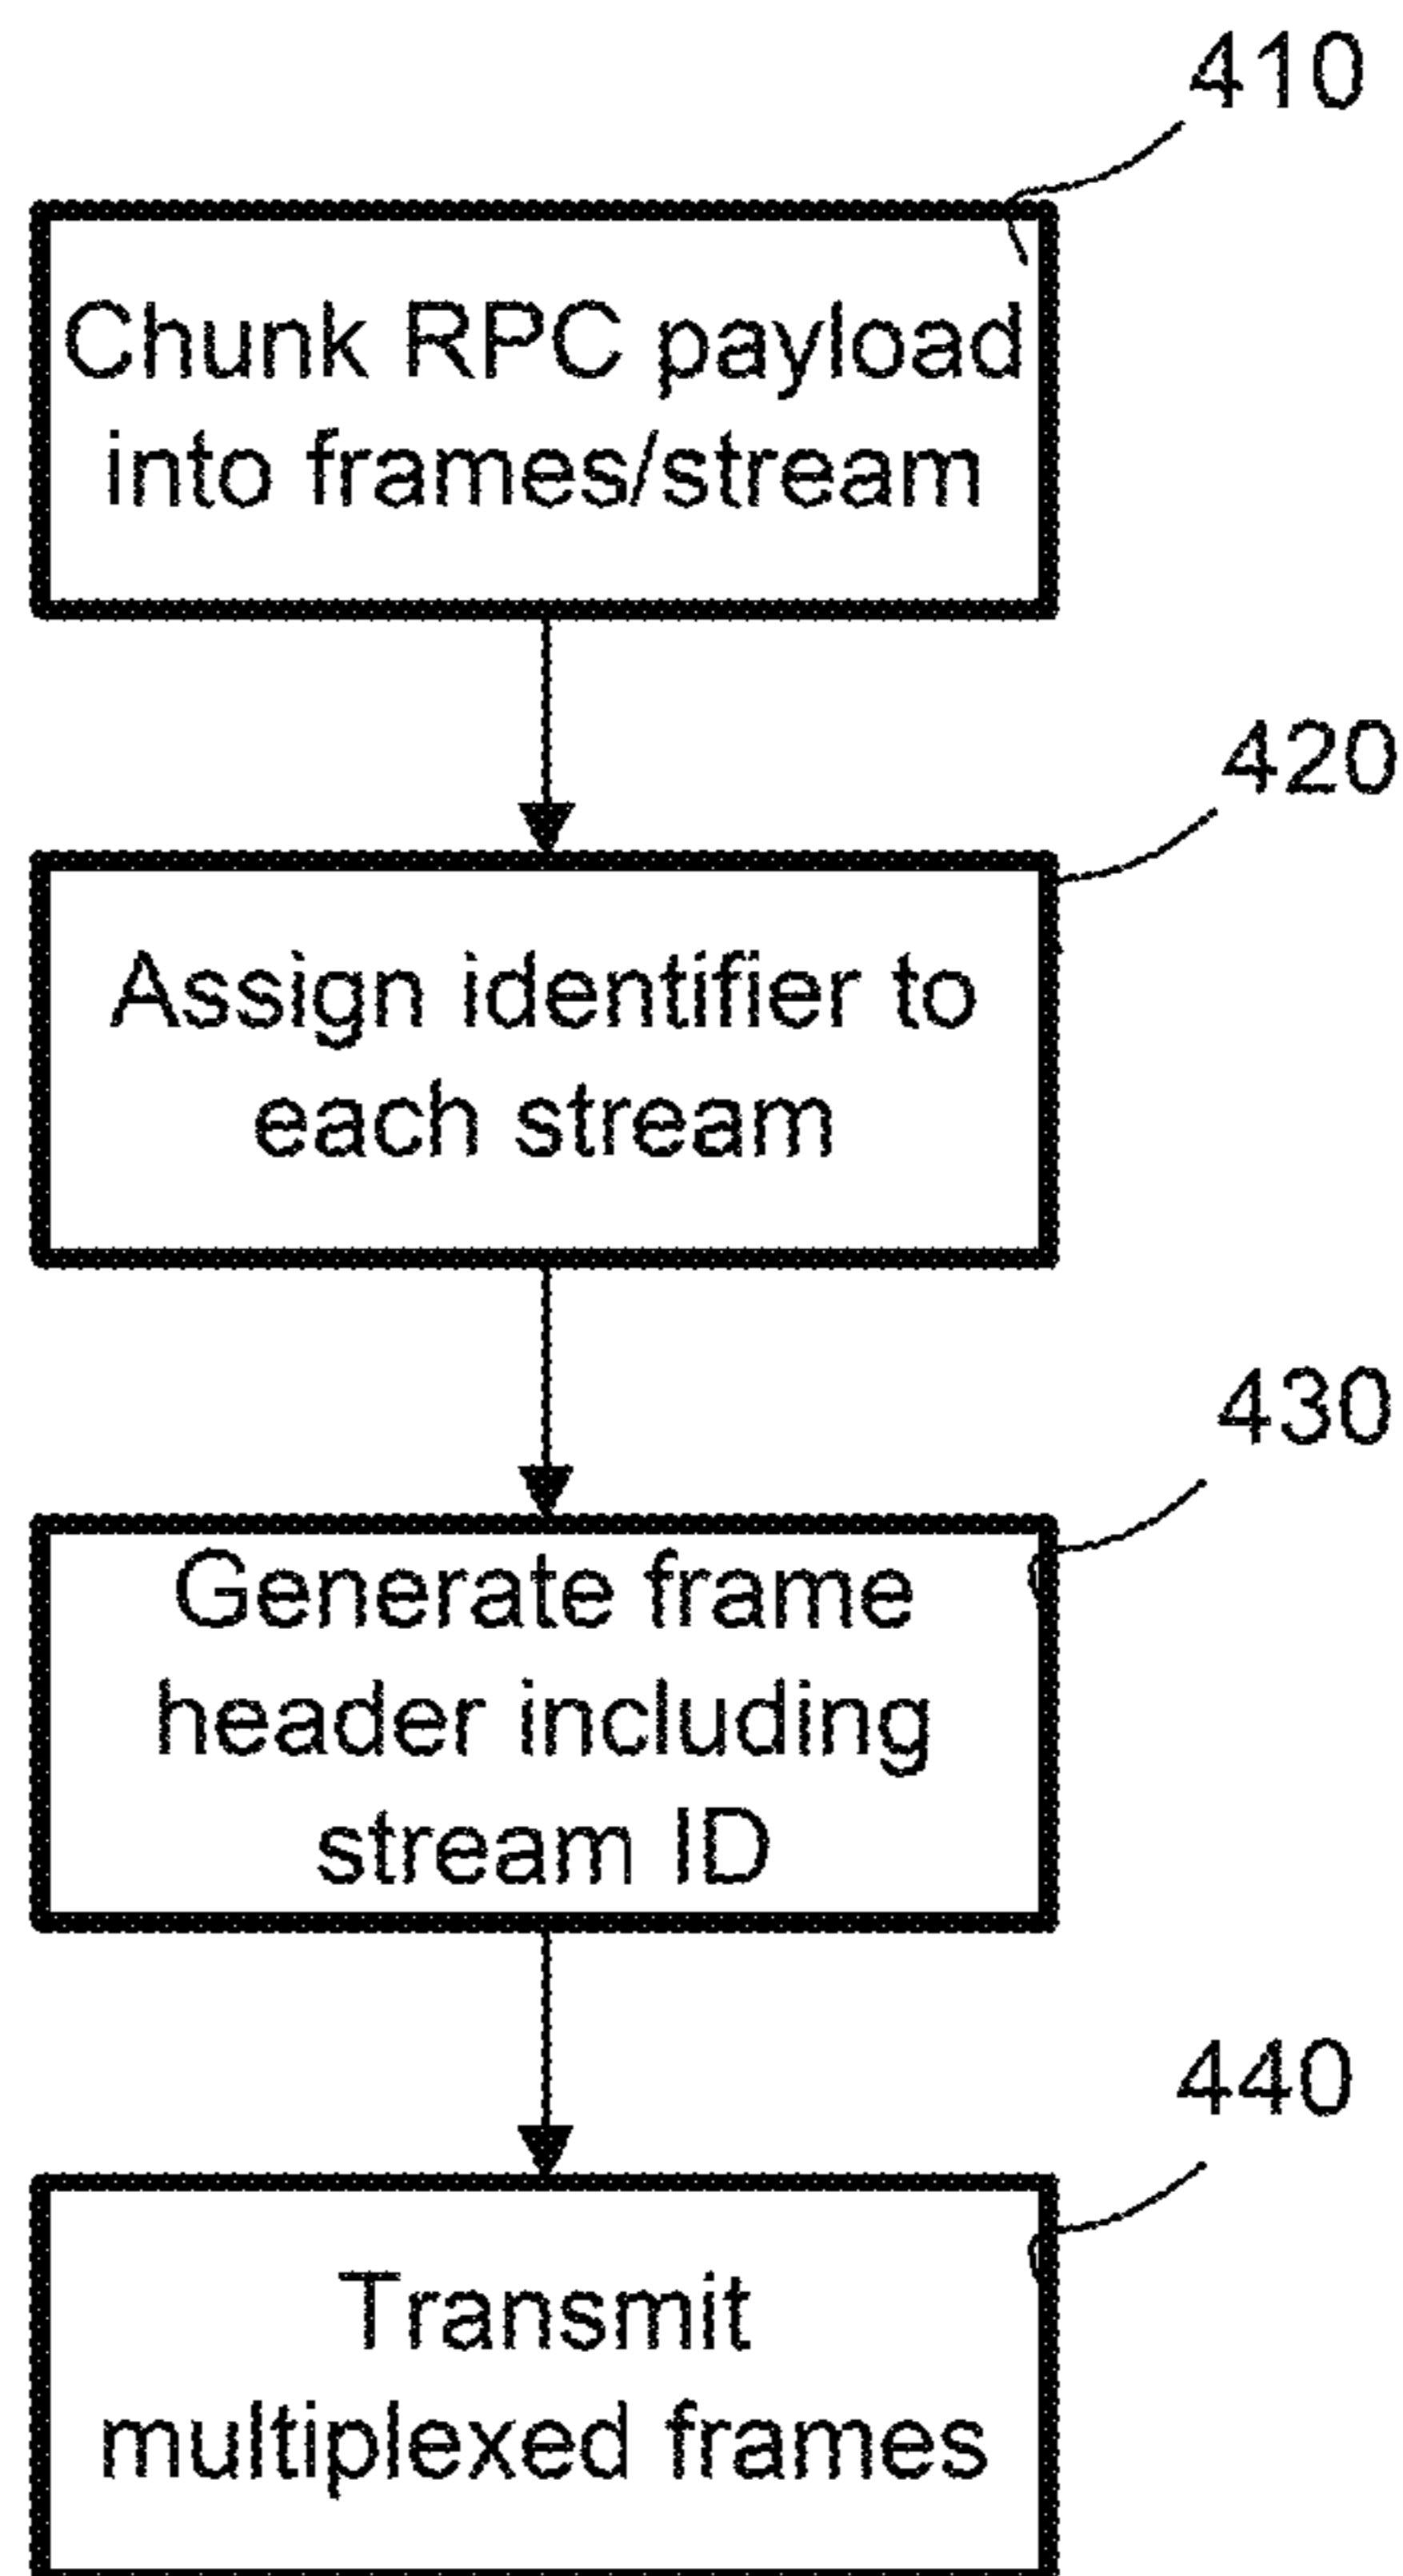 410
Chunk RPC payload
into frames/stream
420
Assign identifier to
each stream
430
Generate frame
header including
stream ID
440
Transmit
multiplexed frames